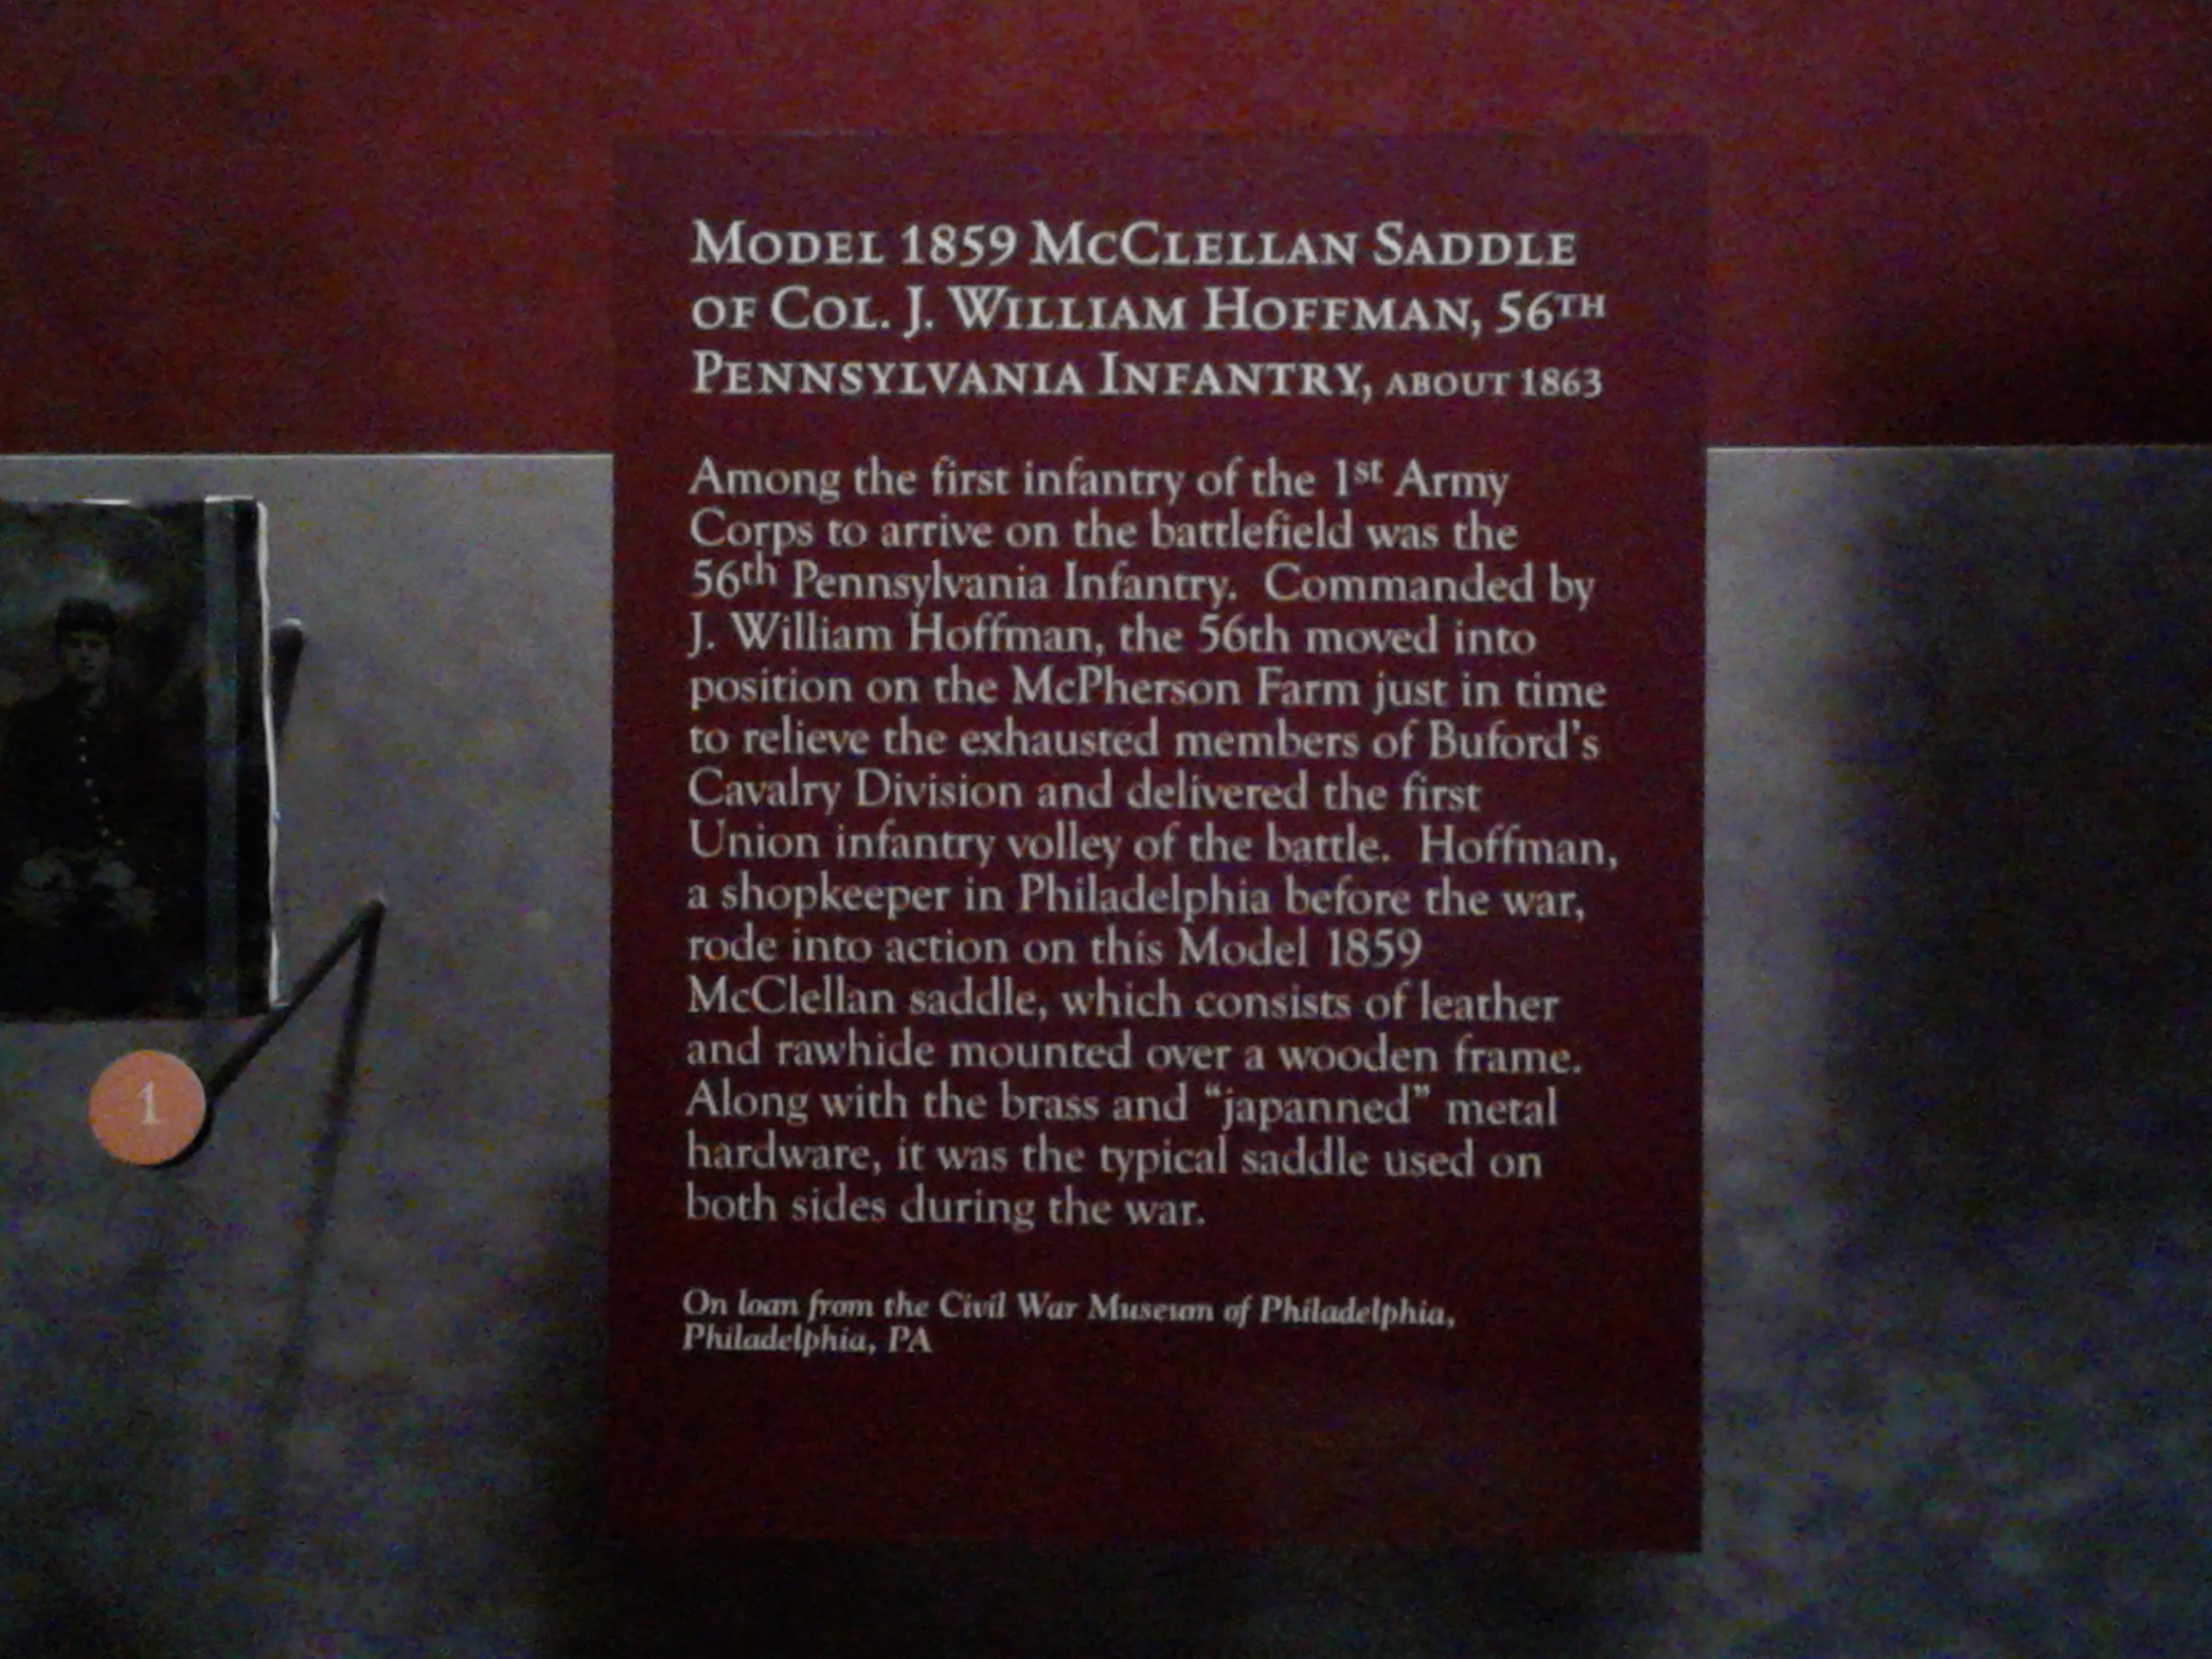 MODEL 1859 MCCLELLAN SADDLE
OF COL. J. WILLIAM HOFFMAN, 56TH
PENNSYLVANIA INFANTRY, ABOUT 1863
Among the first infantry of the 1st Army
Corps to arrive on the battlefield was the
56th Pennsylvania Infantry. Commanded by
J. William Hoffman, the 56th moved into
position on the McPherson Farm just in time
to relieve the exhausted members of Buford's
Cavalry Division and delivered the first
Union infantry volley of the battle. Hoffman,
a shopkeeper in Philadelphia before the war,
rode into action on this Model 1859
McClellan saddle, which consists of leather
and rawhide mounted over a wooden frame.
Along with the brass and “japanned” metal
hardware, it was the typical saddle used on
both sides during the war.
On loan from the Civil War Museum of Philadelphia,
Philadelphia, PA
1